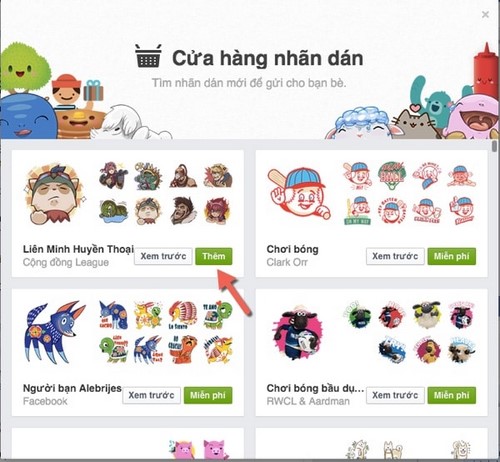 Cửa hàng nhãn dán
Tìm nhãn dán mới để gửi cho bạn bè.
Liên Minh Huyền Thoại
Cộng đồng League
Xem trước
Thêm
Chơi bóng
Clark Orr
Xem trước
Miễn phí
Người bạn Alebrijes
Facebook
Xem trước
Miễn phí
Chơi bóng bầu dụ...
RWCL & Aardman
Xem trước
Miễn phí